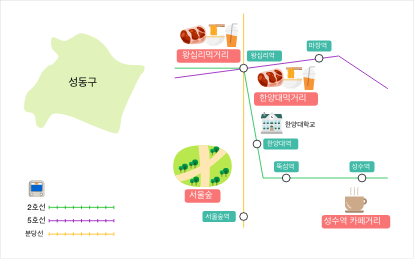 왕십리먹거리
왕십리역
마장역
성동구
한양대먹거리
한양대학교
한양대역
뚝섬역
성수역
서울숲
2호선
서울숲역
성수역 카페거리
5호선
분당선